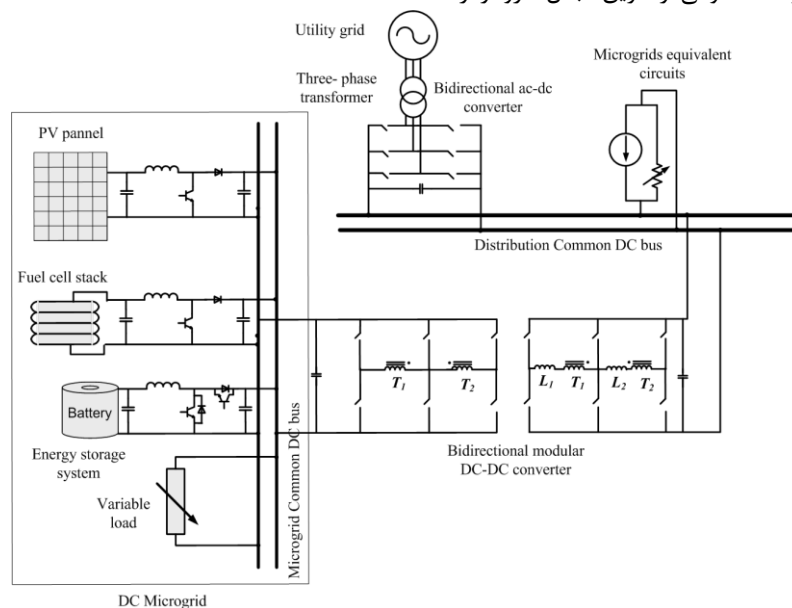 Utility grid
Three- phase
transformer
Bidirectional ac-dc
converter
Microgrids equivalent
circuits
PV pannel
Distribution Common DC bus
Fuel cell stack
L1
T1
L2
T2
T1
T2
Battery
Microgrid Common DC bus
Bidirectional modular
DC-DC converter
Energy storage
system
Variable
load
DC Microgrid